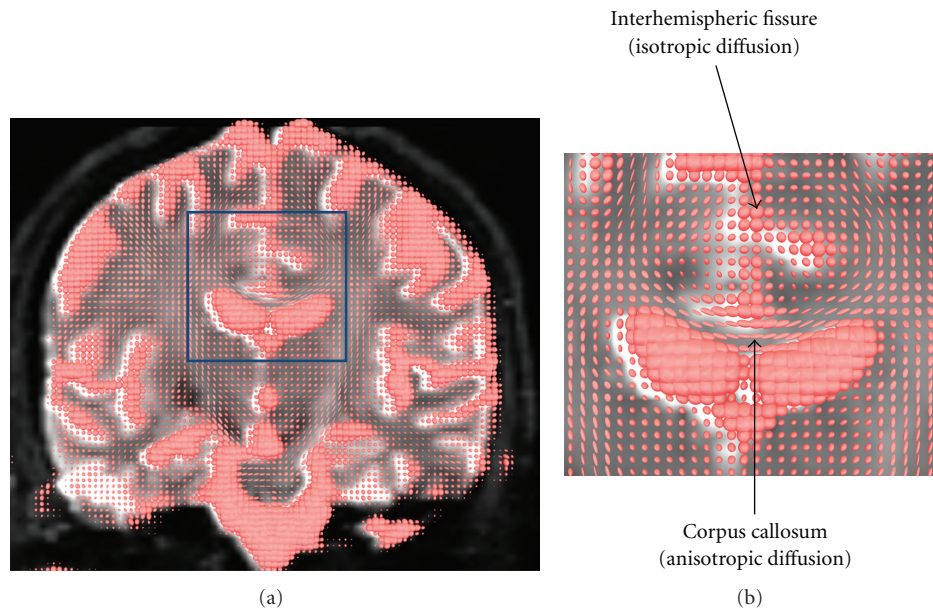 Interhemispheric fissure
(isotropic diffusion)
Corpus callosum
(anisotropic diffusion)
(a)
(b)